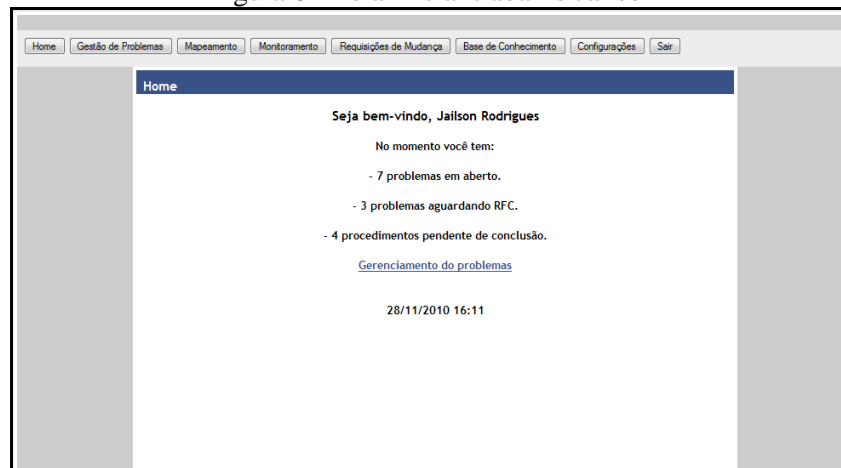 Home Gestão de Problemas Mapeamento Monitoramento Requisições de Mudança Base de Conhecimento Configurações Sair
Home
Seja bem-vindo, Jailson Rodrigues
No momento você tem:
- 7 problemas em aberto.
- 3 problemas aguardando RFC.
- 4 procedimentos pendente de conclusão.
Gerenciamento do problemas
28/11/2010 16:11